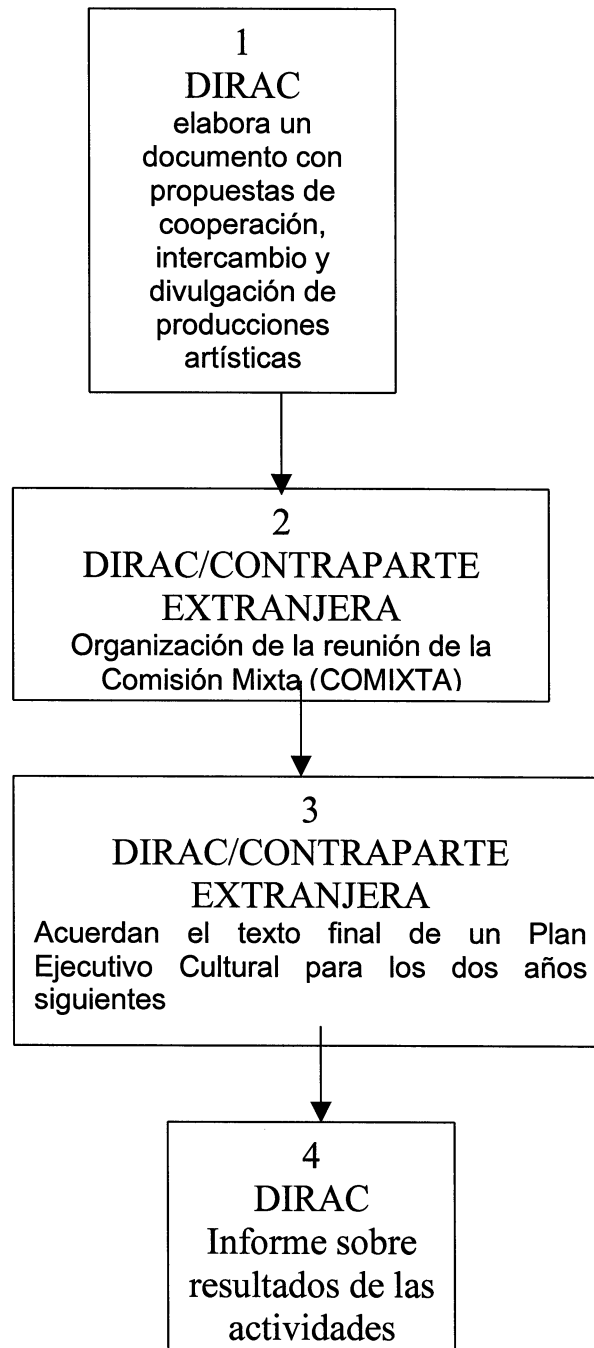 1
DIRAC
elabora un
documento con
propuestas de
cooperación,
intercambio y
divulgación de
producciones
artísticas
2
DIRAC/CONTRAPARTE
EXTRANJERA
Organización de la reunión de la
Comisión Mixta (COMIXTA)
3
DIRAC/CONTRAPARTE
EXTRANJERA
Acuerdan el texto final de un Plan
Ejecutivo Cultural para los dos años
siguientes
4
DIRAC
Informe sobre
resultados de las
actividades